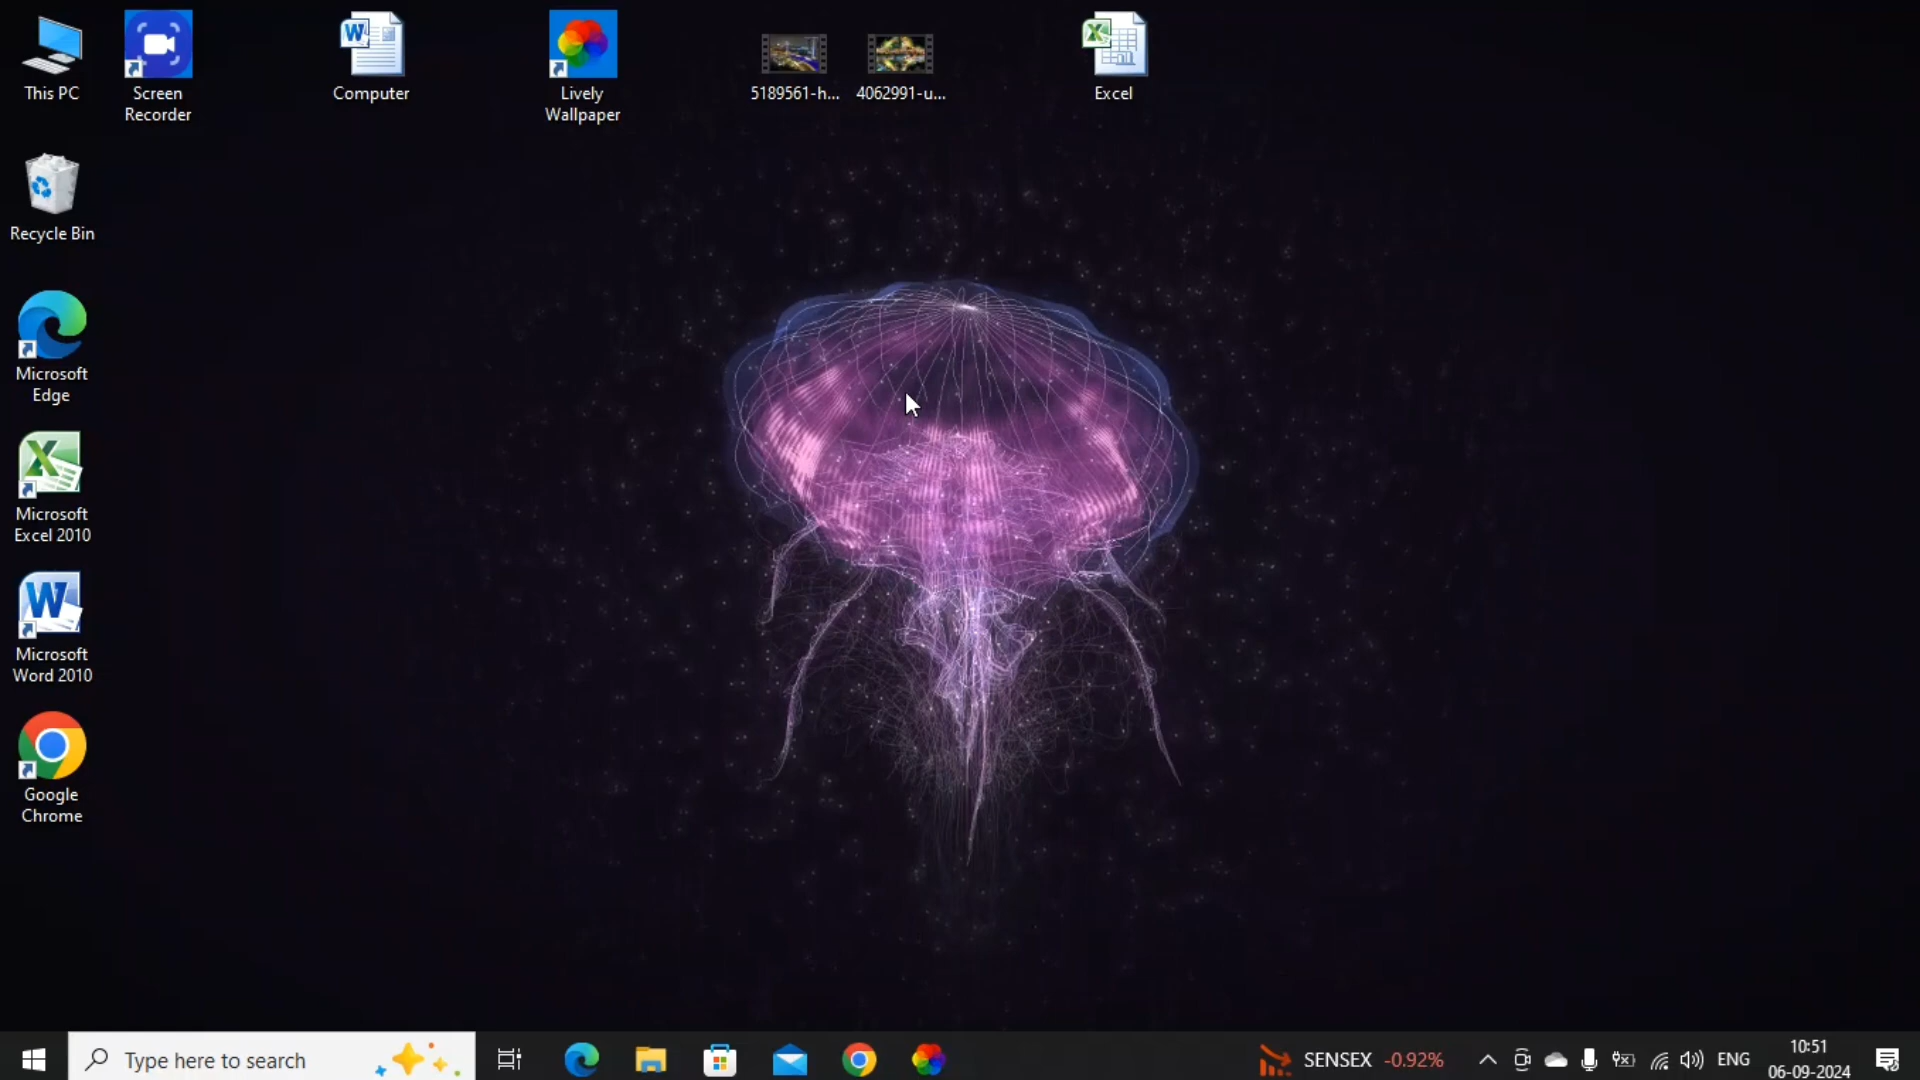 This PC
Screen
Recorder
Computer
Lively
Wallpaper
5189561-h...
4062991-u...
Excel
Recycle Bin
Microsoft
Edge
Microsoft
Excel 2010
Microsoft
Word 2010
Google
Chrome
Type here to search
SENSEX -0.92%
ENG
10:51
06-09-2024